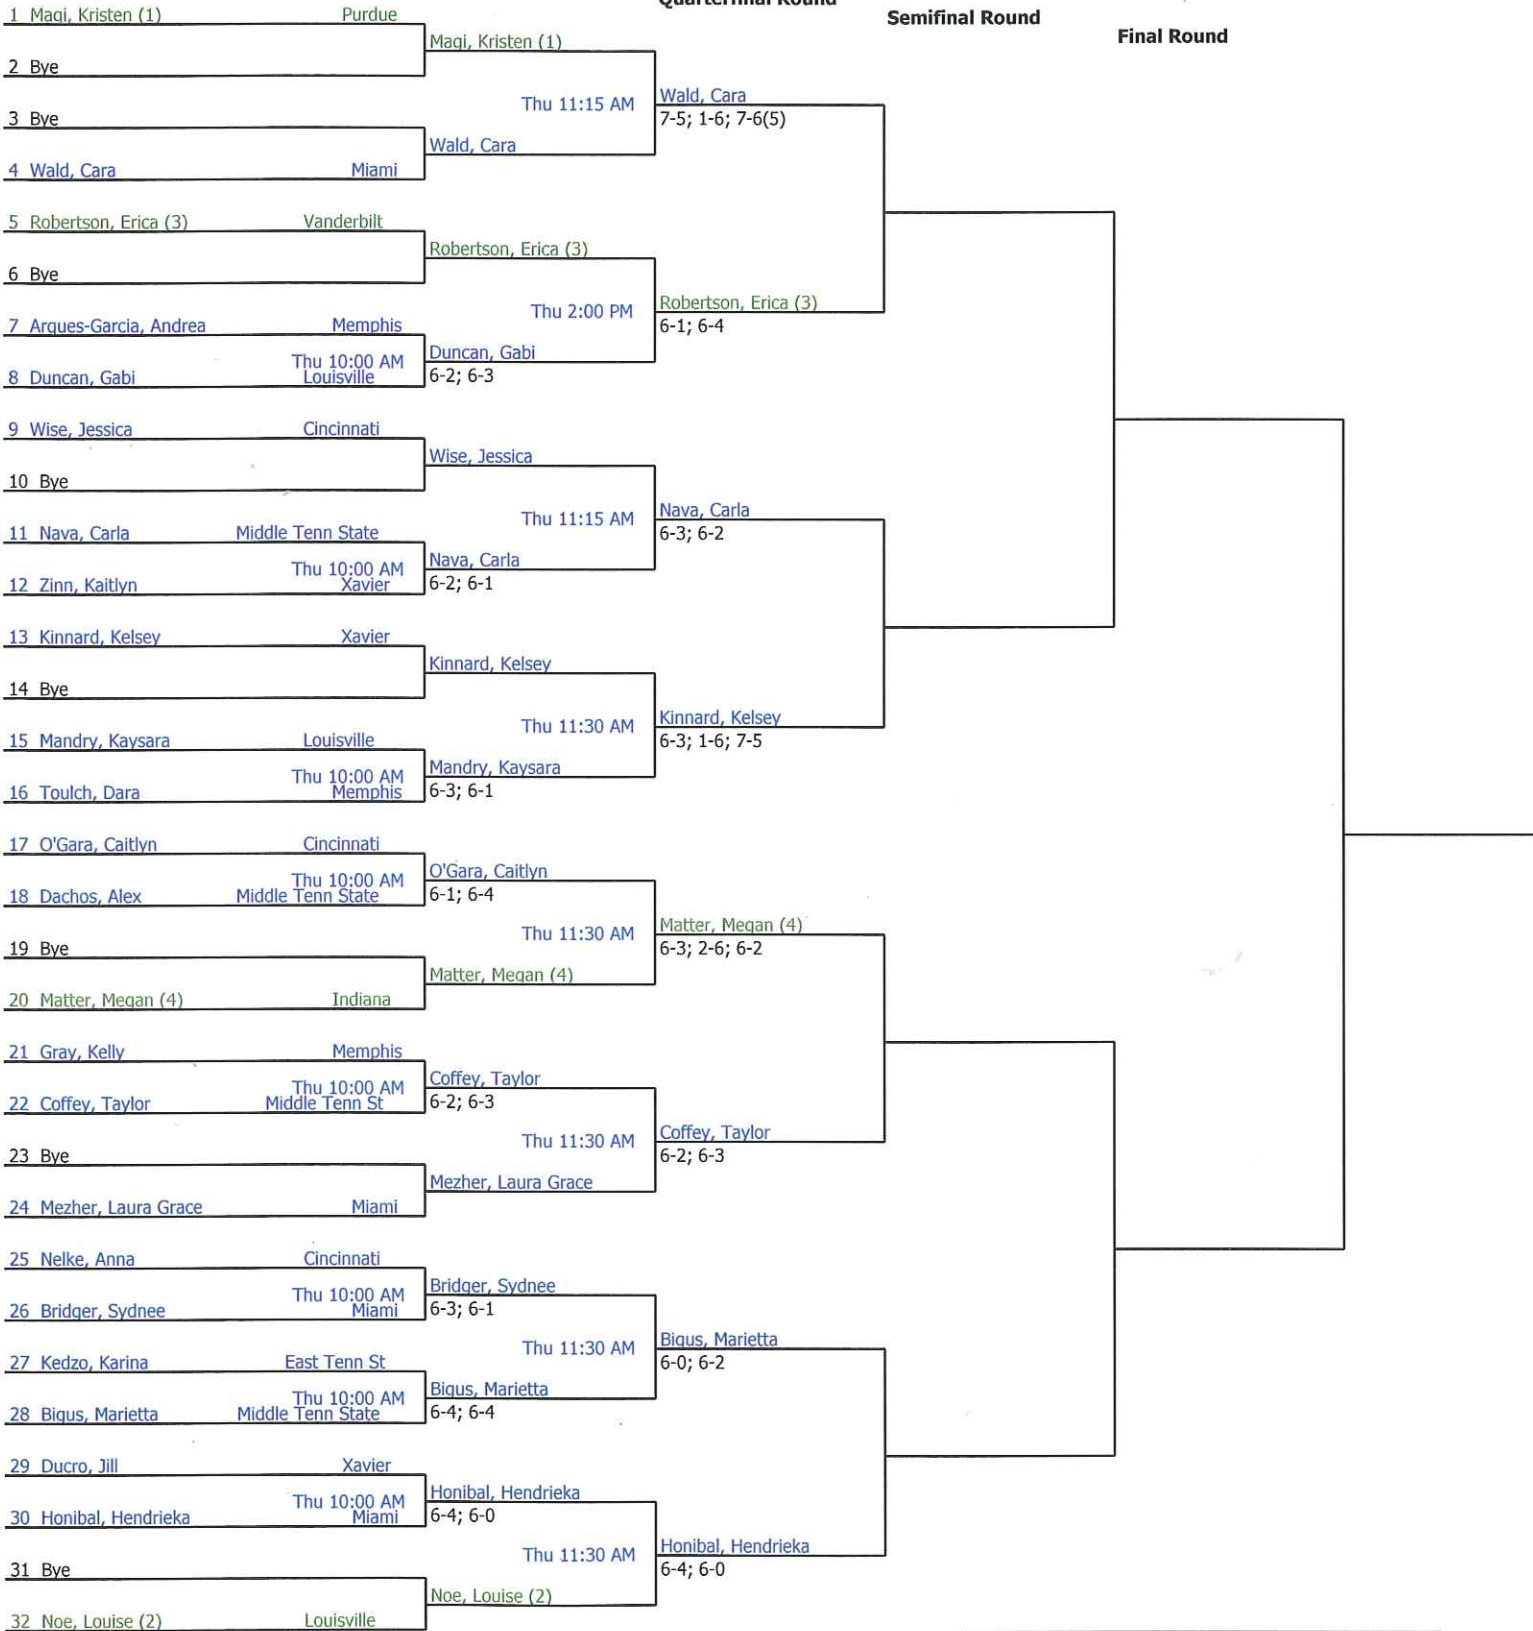 Quarterfinal Round
Semifinal Round
Final Round
1 Magi, Kristen (1) Purdue
Magi, Kristen (1)
2 Bye
Thu 11:15 AM
Wald, Cara
7-5; 1-6; 7-6(5)
3 Bye
Wald, Cara
4 Wald, Cara Miami
5 Robertson, Erica (3) Vanderbilt
Robertson, Erica (3)
6 Bye
Thu 2:00 PM
Robertson, Erica (3)
6-1; 6-4
7 Arques-Garcia, Andrea Memphis
Thu 10:00 AM
Duncan, Gabi
6-2; 6-3
8 Duncan, Gabi Louisville
9 Wise, Jessica Cincinnati
Wise, Jessica
10 Bye
Thu 11:15 AM
Nava, Carla
6-3; 6-2
11 Nava, Carla Middle Tenn State
Thu 10:00 AM
Nava, Carla
6-2; 6-1
12 Zinn, Kaitlyn Xavier
13 Kinnard, Kelsey Xavier
Kinnard, Kelsey
14 Bye
Thu 11:30 AM
Kinnard, Kelsey
6-3; 1-6; 7-5
15 Mandry, Kaysara Louisville
Thu 10:00 AM
Mandry, Kaysara
6-3; 6-1
16 Toulch, Dara Memphis
17 O'Gara, Caitlyn Cincinnati
Thu 10:00 AM
O'Gara, Caitlyn
6-1; 6-4
18 Dachos, Alex Middle Tenn State
Thu 11:30 AM
Matter, Megan (4)
6-3; 2-6; 6-2
19 Bye
Matter, Megan (4)
20 Matter, Megan (4) Indiana
21 Gray, Kelly Memphis
Thu 10:00 AM
Coffey, Taylor
6-2; 6-3
22 Coffey, Taylor Middle Tenn St
Thu 11:30 AM
Coffey, Taylor
6-2; 6-3
23 Bye
Mezher, Laura Grace
24 Mezher, Laura Grace Miami
25 Nelke, Anna Cincinnati
Thu 10:00 AM
Bridger, Sydnee
6-3; 6-1
26 Bridger, Sydnee Miami
Thu 11:30 AM
Bigus, Marietta
6-0; 6-2
27 Kedzo, Karina East Tenn St
Thu 10:00 AM
Bigus, Marietta
6-4; 6-4
28 Bigus, Marietta Middle Tenn State
29 Ducro, Jill Xavier
Thu 10:00 AM
Honibal, Hendrieka
6-4; 6-0
30 Honibal, Hendrieka Miami
Thu 11:30 AM
Honibal, Hendrieka
6-4; 6-0
31 Bye
Noe, Louise (2)
32 Noe, Louise (2) Louisville